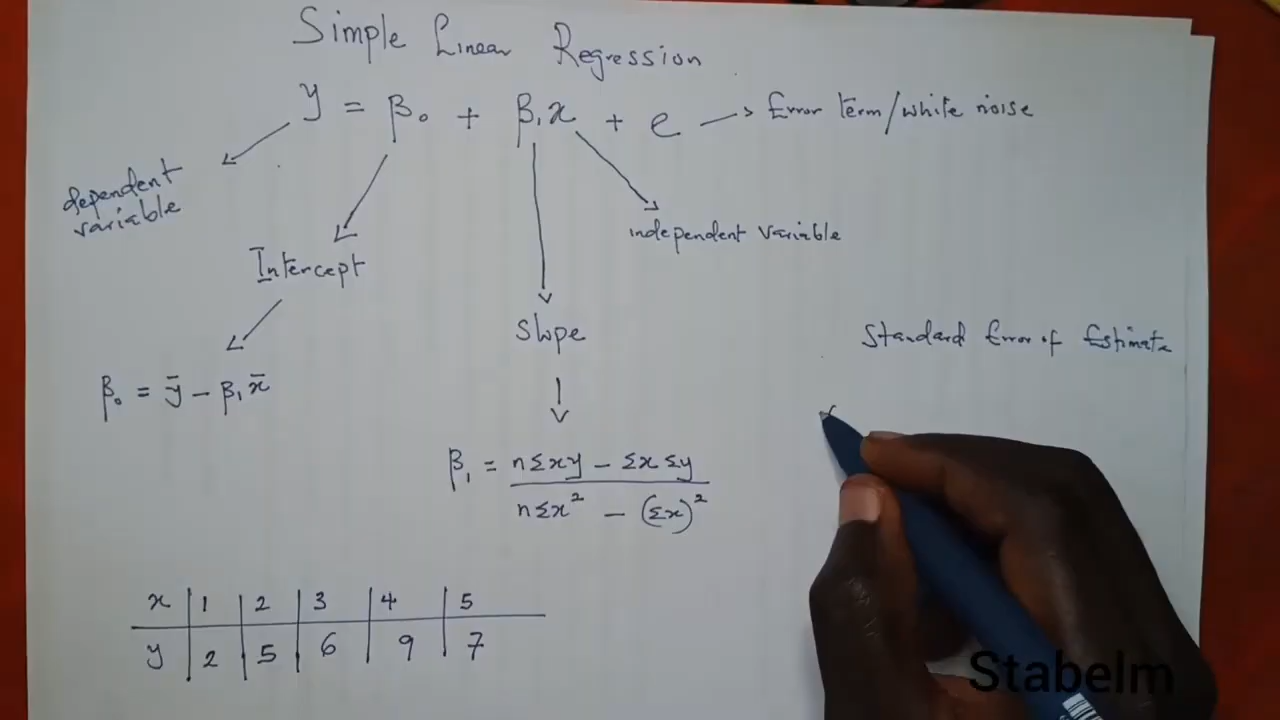 Simple Linear Regression
y = β₀ + β₁x + e → Error term/white noise
dependent variable
independent variable
Intercept
Slope
Standard Error of Estimate
β₀ = ȳ − β₁x̄
β₁ = nΣxy − ΣxΣy
nΣx² − (Σx)²
x 1 2 3 4 5
y 2 5 6 9 7
Stabelm